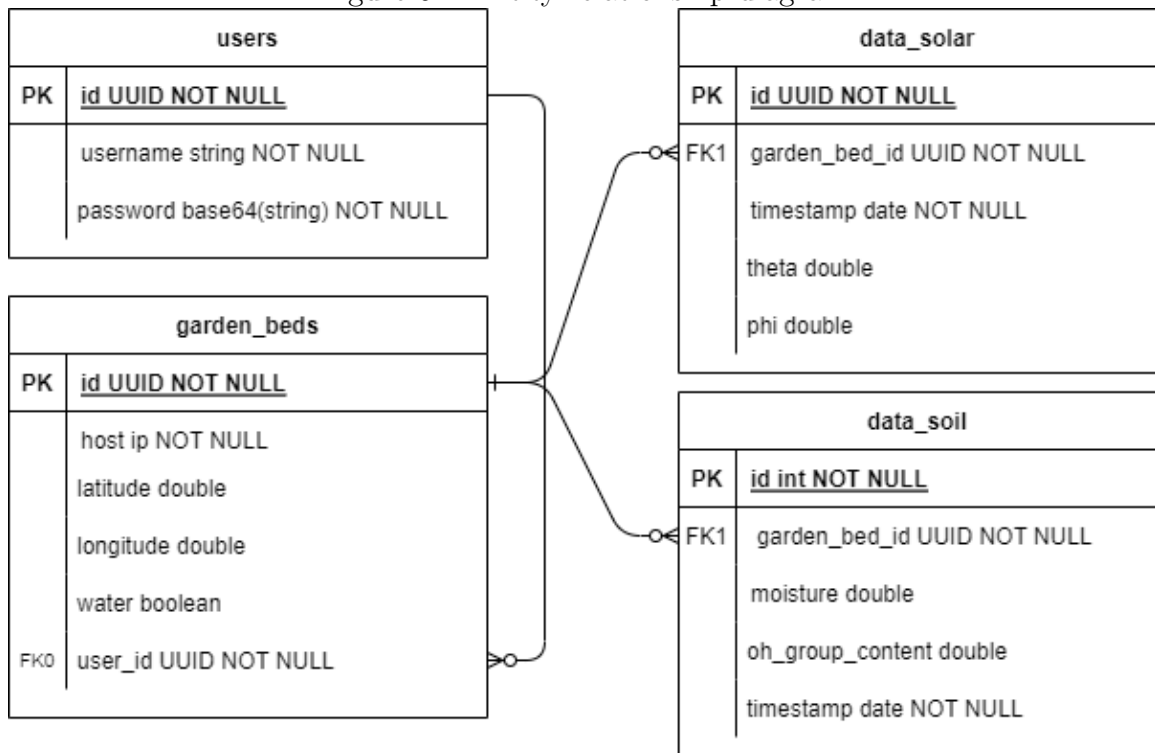 users
PK id UUID NOT NULL
username string NOT NULL
password base64(string) NOT NULL
garden_beds
PK id UUID NOT NULL
host ip NOT NULL
latitude double
longitude double
water boolean
FK0 user_id UUID NOT NULL
data_solar
PK id UUID NOT NULL
FK1 garden_bed_id UUID NOT NULL
timestamp date NOT NULL
theta double
phi double
data_soil
PK id int NOT NULL
FK1 garden_bed_id UUID NOT NULL
moisture double
oh_group_content double
timestamp date NOT NULL